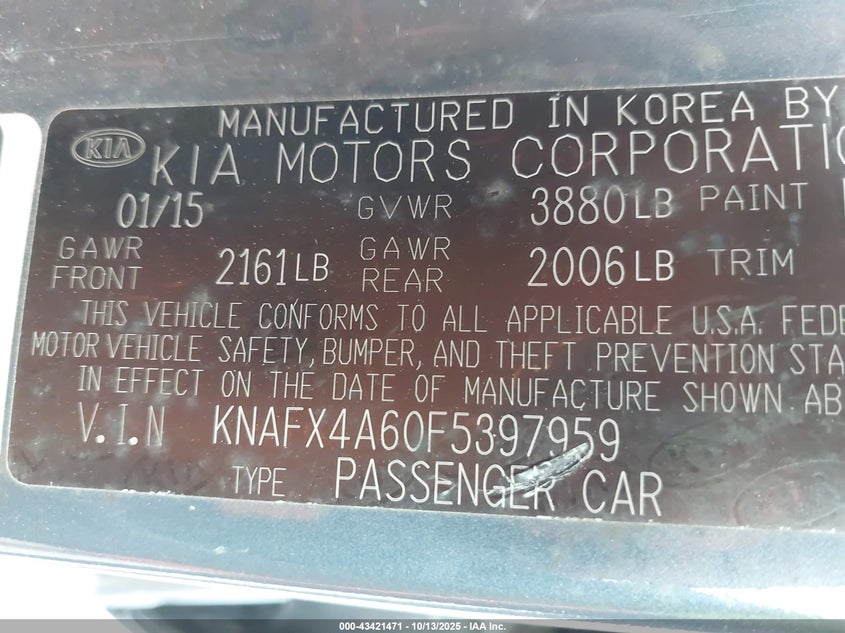 MANUFACTURED IN KOREA BY
KIA KIA MOTORS CORPORATIO
01/15 GVWR 3880LB PAINT
GAWR FRONT 2161LB GAWR REAR 2006LB TRIM
THIS VEHICLE CONFORMS TO ALL APPLICABLE U.S.A. FEDE
MOTOR VEHICLE SAFETY, BUMPER, AND THEFT PREVENTION STA
IN EFFECT ON THE DATE OF MANUFACTURE SHOWN AB
V.I.N KNAFX4A60F5397959
TYPE PASSENGER CAR
000-43421471 | 10/13/2025 - IAA Inc.